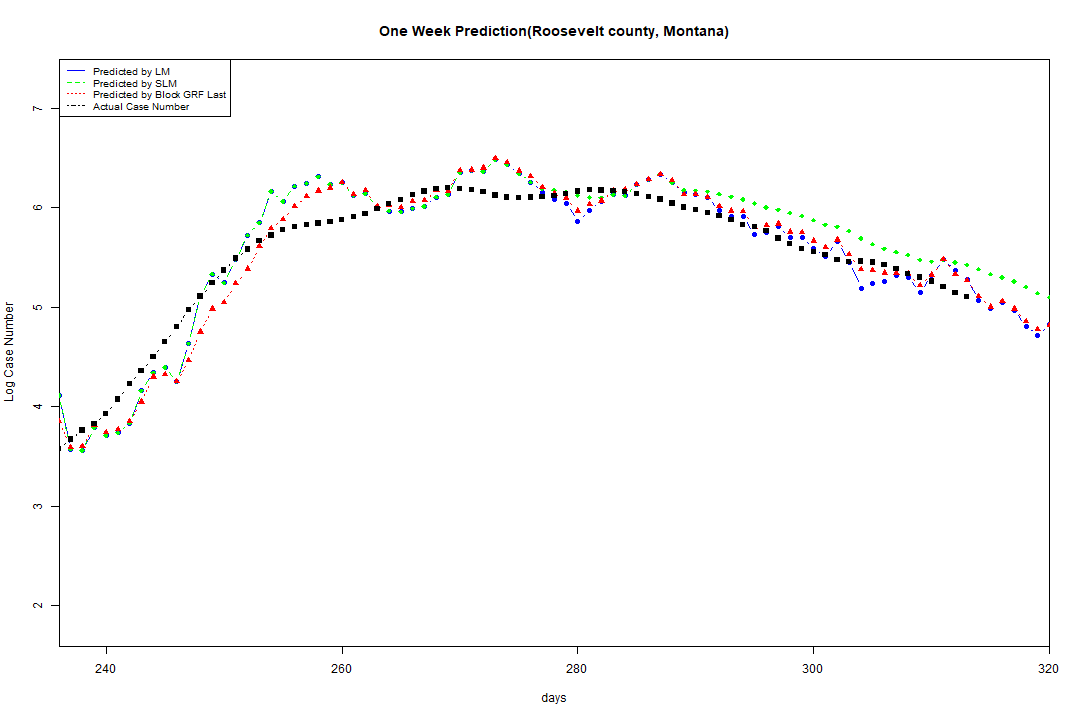 One Week Prediction(Roosevelt county, Montana)
Predicted by LM
Predicted by SLM
Predicted by Block GRF Last
Actual Case Number
7
6
5
4
3
2
Log Case Number
240
260
280
300
320
days